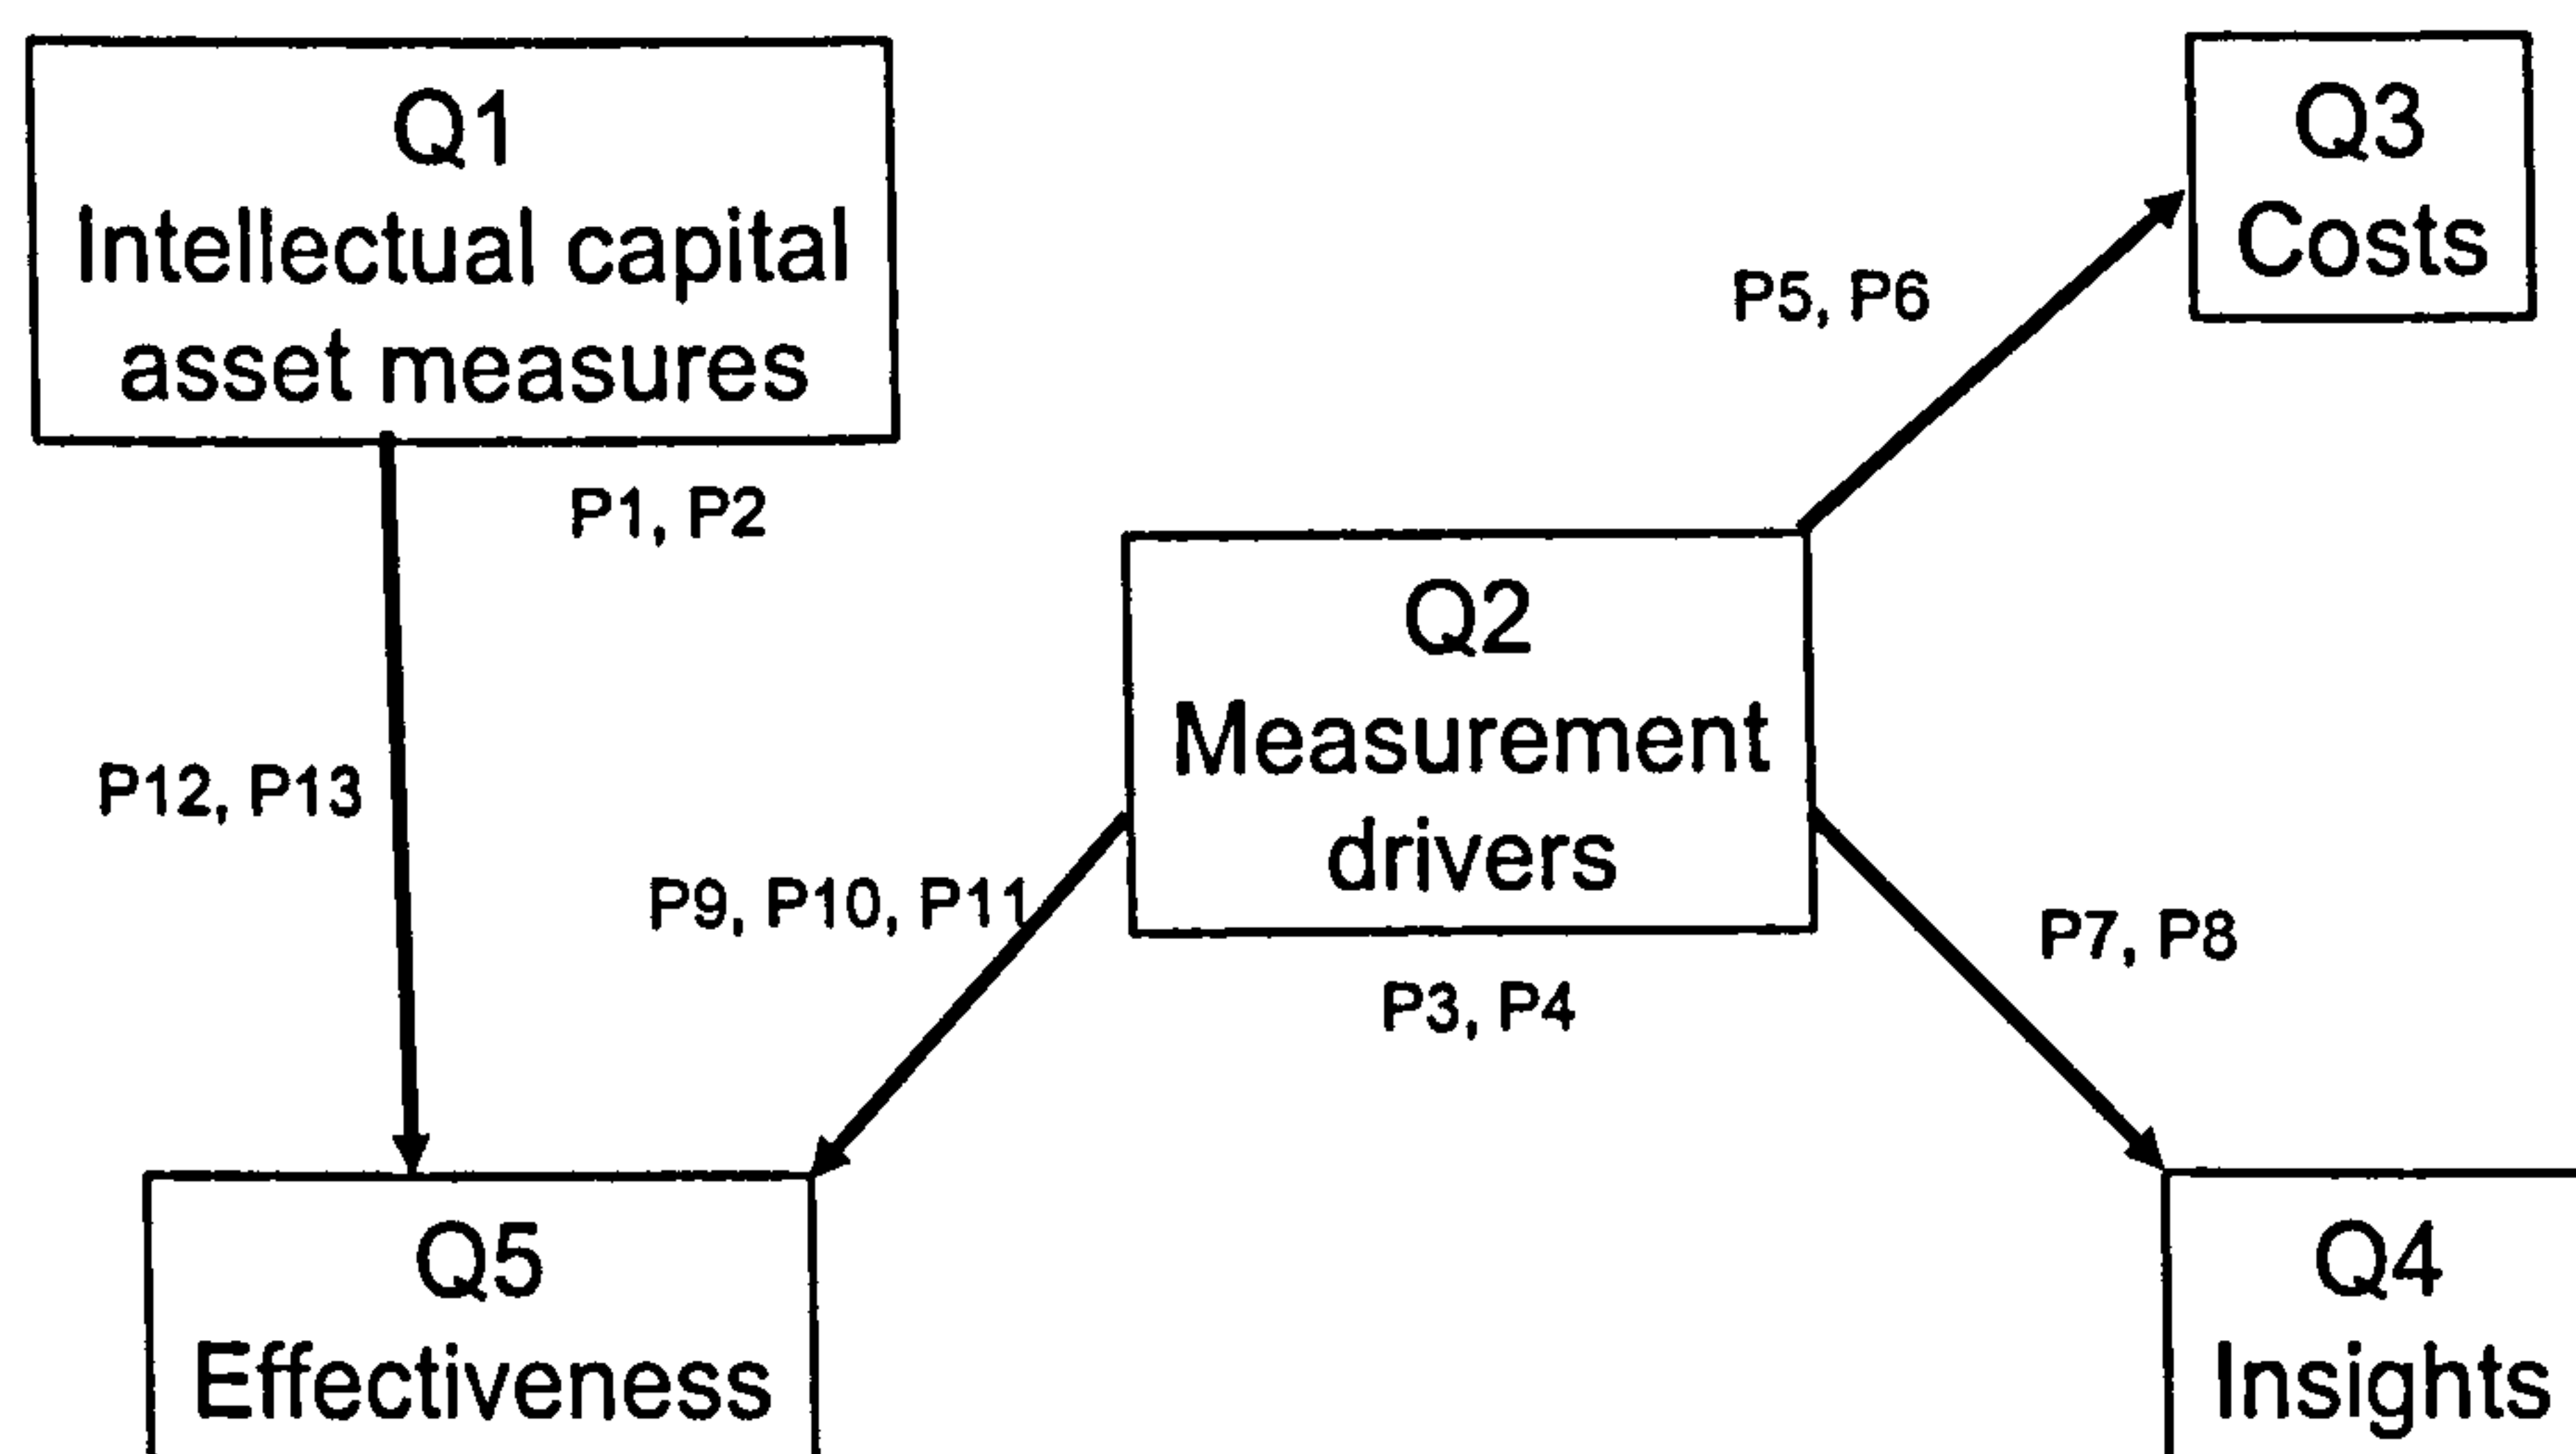 Q1
Intellectual capital
asset measures
P1, P2
Q3
Costs
P5, P6
Q2
Measurement
drivers
P3, P4
P12, P13
P9, P10, P11
P7, P8
Q5
Effectiveness
Q4
Insights